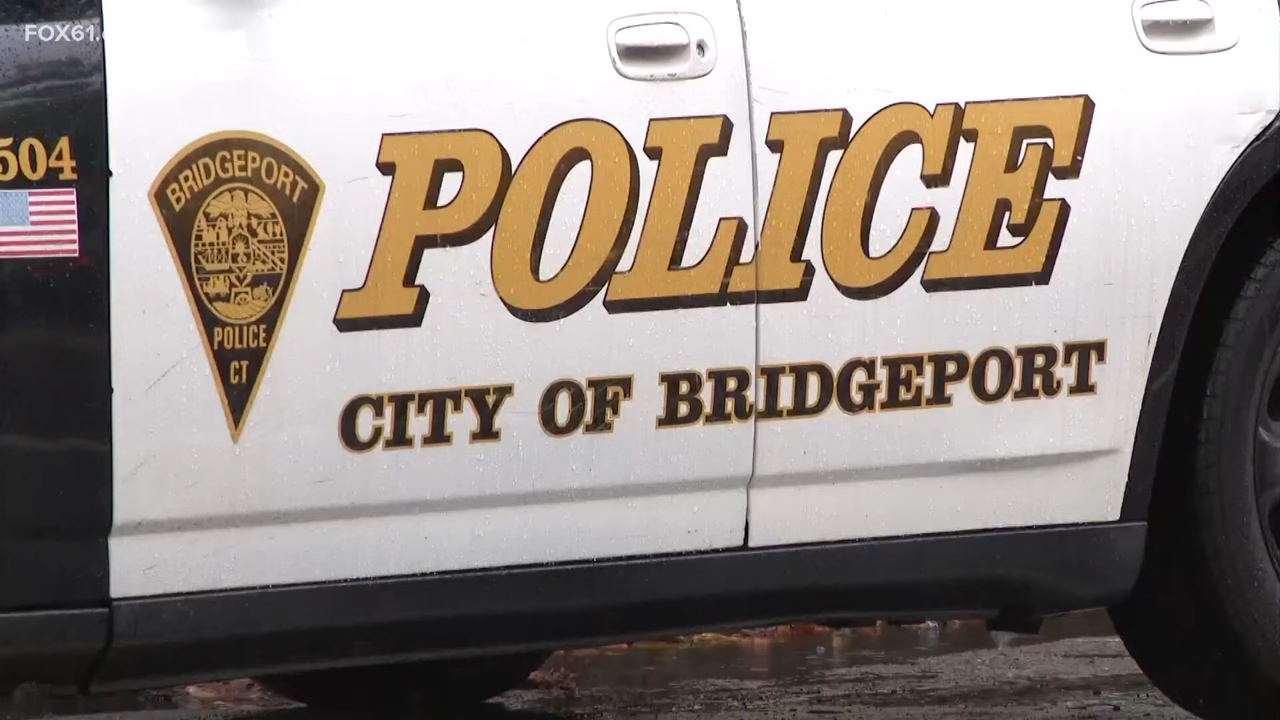 FOX61.
504
BRIDGEPORT
POLICE
CT
POLICE
CITY OF BRIDGEPORT